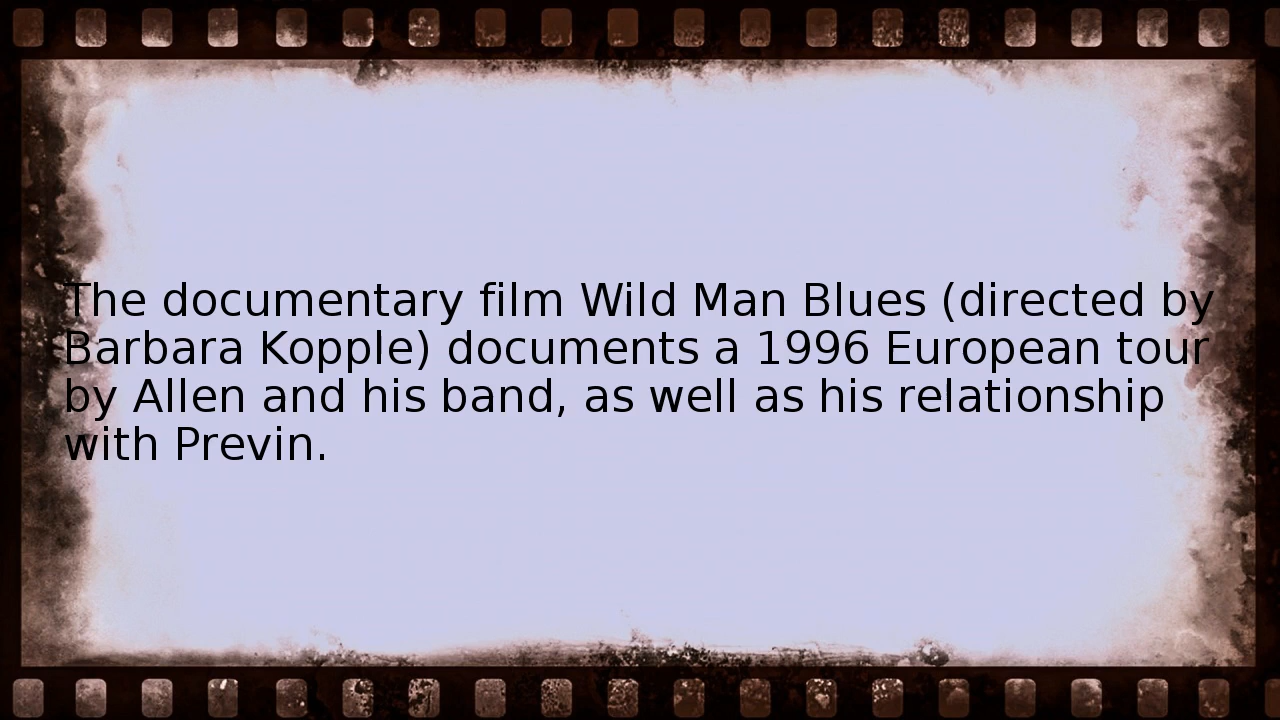 The documentary film Wild Man Blues (directed by
Barbara Kopple) documents a 1996 European tour
by Allen and his band, as well as his relationship
with Previn.